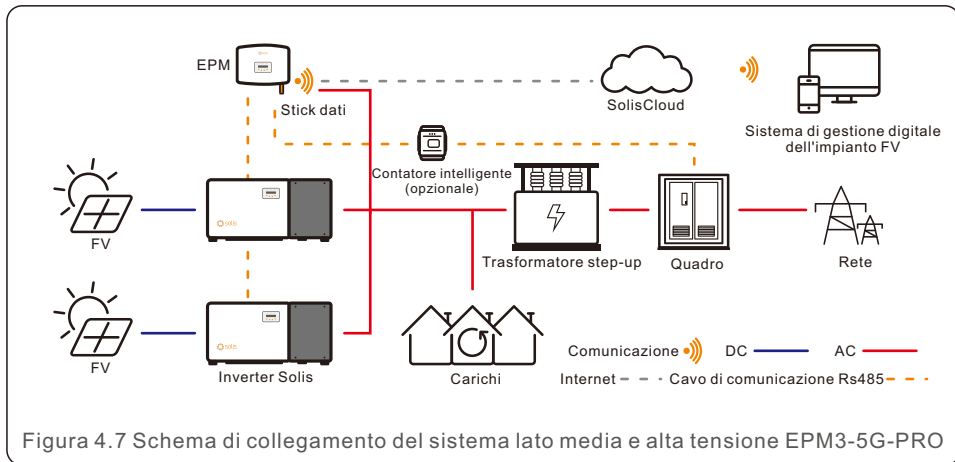 EPM
Stick dati
SolisCloud
Sistema di gestione digitale
dell'impianto FV
Contatore intelligente
(opzionale)
solis
FV
Trasformatore step-up
Quadro
Rete
solis
FV
Inverter Solis
Carichi
Comunicazione
DC
AC
Internet
Cavo di comunicazione Rs485
Figura 4.7 Schema di collegamento del sistema lato media e alta tensione EPM3-5G-PRO